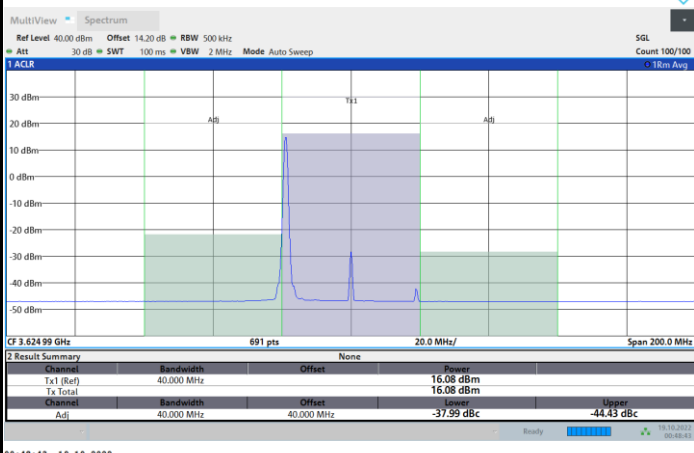 MultiView Spectrum
Ref Level 40.00 dBm Offset 14.20 dB RBW 500 kHz SGL
Att 30 dB SWT 100 ms VBW 2 MHz Mode Auto Sweep Count 100/100
1 ACLR 1Rm Avg
30 dBm
Tx1
20 dBm Adj Adj
10 dBm
0 dBm
-10 dBm
-20 dBm
-30 dBm
-40 dBm
-50 dBm
CF 3.624 99 GHz 691 pts 20.0 MHz/ Span 200.0 MHz
2 Result Summary None
Channel Bandwidth Offset Power
Tx1 (Ref) 40.000 MHz 16.08 dBm
Tx Total 16.08 dBm
Channel Bandwidth Offset Lower Upper
Adj 40.000 MHz 40.000 MHz -37.99 dBc -44.43 dBc
Ready 19.10.2022
00:48:43